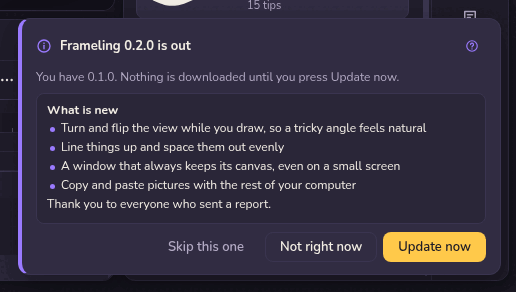 15 tips
Frameling 0.2.0 is out
You have 0.1.0. Nothing is downloaded until you press Update now.
What is new
• Turn and flip the view while you draw, so a tricky angle feels natural
• Line things up and space them out evenly
• A window that always keeps its canvas, even on a small screen
• Copy and paste pictures with the rest of your computer
Thank you to everyone who sent a report.
Skip this one
Not right now
Update now